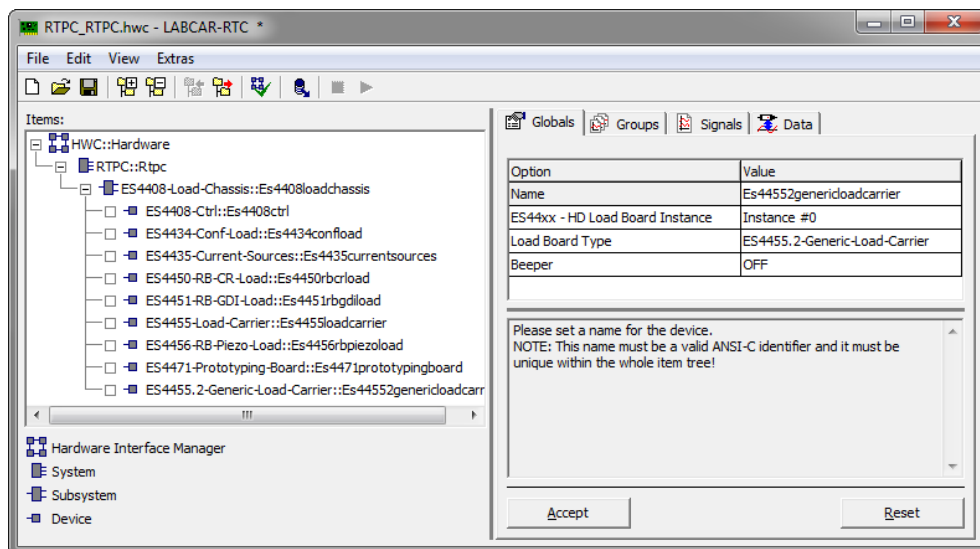 RTPC_RTPC.hwc - LABCAR-RTC *
File Edit View Extras
Items:
HWC::Hardware
RTPC::Rtpc
ES4408-Load-Chassis::Es4408loadchassis
ES4408-Ctrl::Es4408ctrl
ES4434-Conf-Load::Es4434confload
ES4435-Current-Sources::Es4435currentsources
ES4450-RB-CR-Load::Es4450rbcrload
ES4451-RB-GDI-Load::Es4451rbgdiload
ES4455-Load-Carrier::Es4455loadcarrier
ES4456-RB-Piezo-Load::Es4456rbpiezoload
ES4471-Prototyping-Board::Es4471prototypingboard
ES4455.2-Generic-Load-Carrier::Es44552genericloadcarr
Hardware Interface Manager
System
Subsystem
Device
Globals Groups Signals Data
Option Value
Name Es44552genericloadcarrier
ES44xx - HD Load Board Instance Instance #0
Load Board Type ES4455.2-Generic-Load-Carrier
Beeper OFF
Please set a name for the device.
NOTE: This name must be a valid ANSI-C identifier and it must be
unique within the whole item tree!
Accept Reset